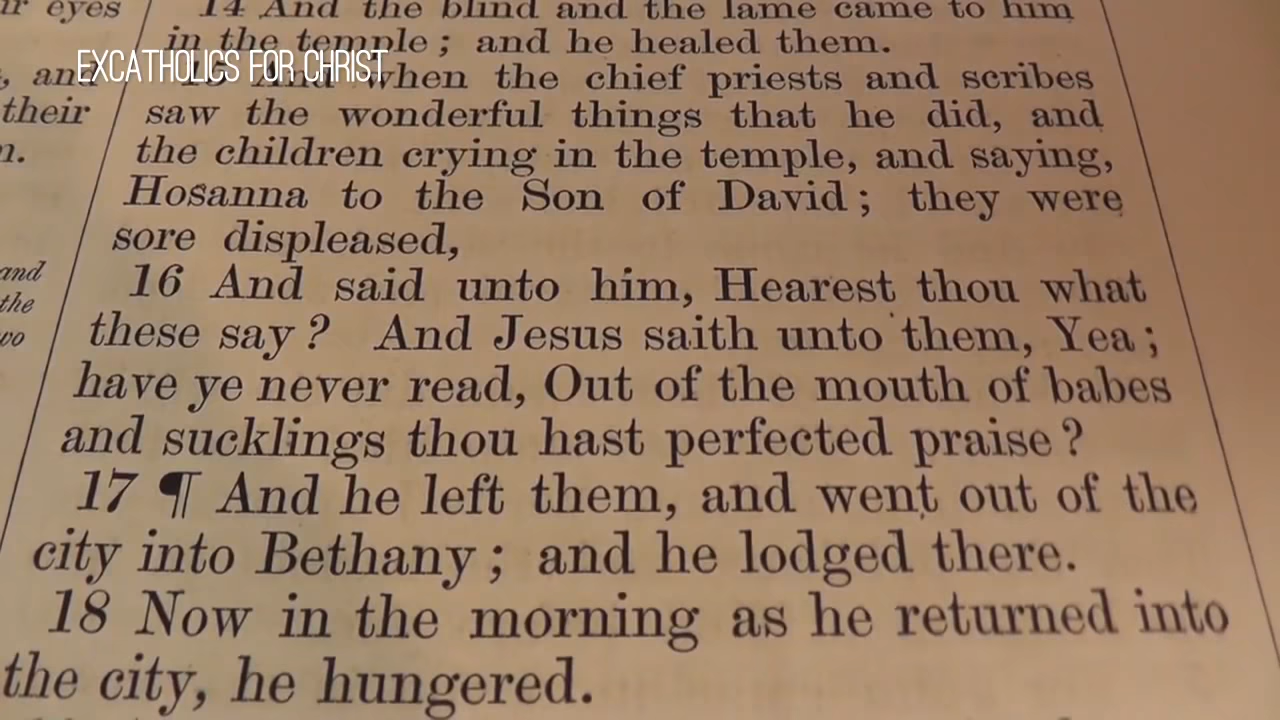 EXCATHOLICS FOR CHRIST
eyes
and
their
and
the
14 And the blind and the lame came to him
in the temple ; and he healed them.
15 And when the chief priests and scribes
saw the wonderful things that he did, and
the children crying in the temple, and saying,
Hosanna to the Son of David ; they were
sore displeased,
16 And said unto him, Hearest thou what
these say ? And Jesus saith unto them, Yea ;
have ye never read, Out of the mouth of babes
and sucklings thou hast perfected praise ?
17 ¶ And he left them, and went out of the
city into Bethany ; and he lodged there.
18 Now in the morning as he returned into
the city, he hungered.